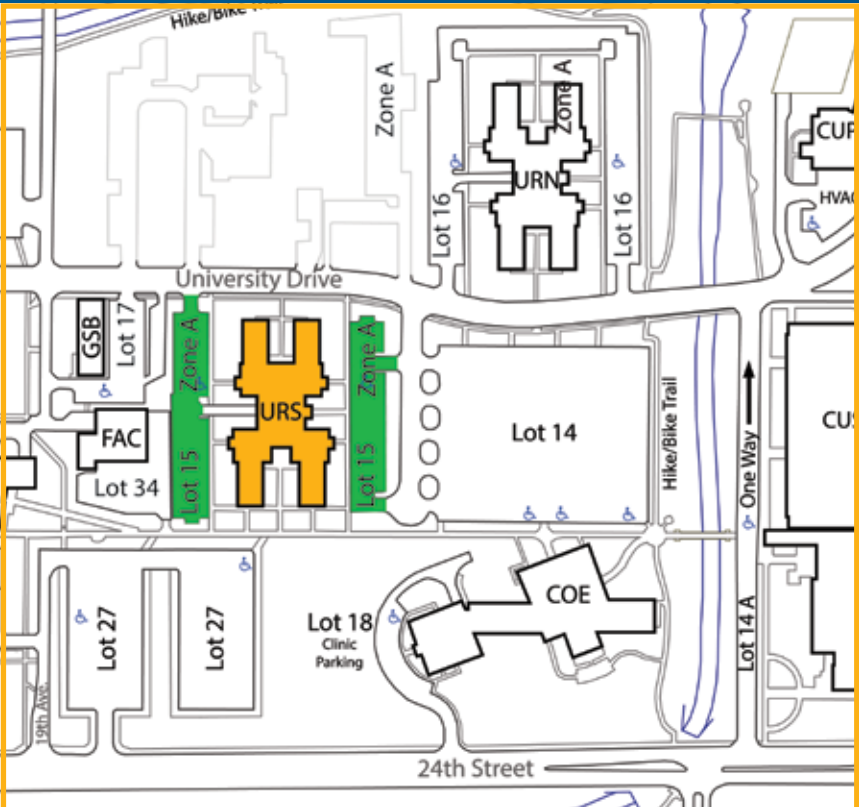 Hike/Bike Trail
Zone A
Zone A
URN
Lot 16
Lot 16
CUP
HVAC
University Drive
GSB
Lot 17
Zone A
Zone A
URS
FAC
Lot 34
Lot 15
Lot 15
Lot 14
Hike/Bike Trail
One Way
CUS
COE
Lot 27
Lot 27
Lot 18
Clinic
Parking
Lot 14 A
19th Ave.
24th Street